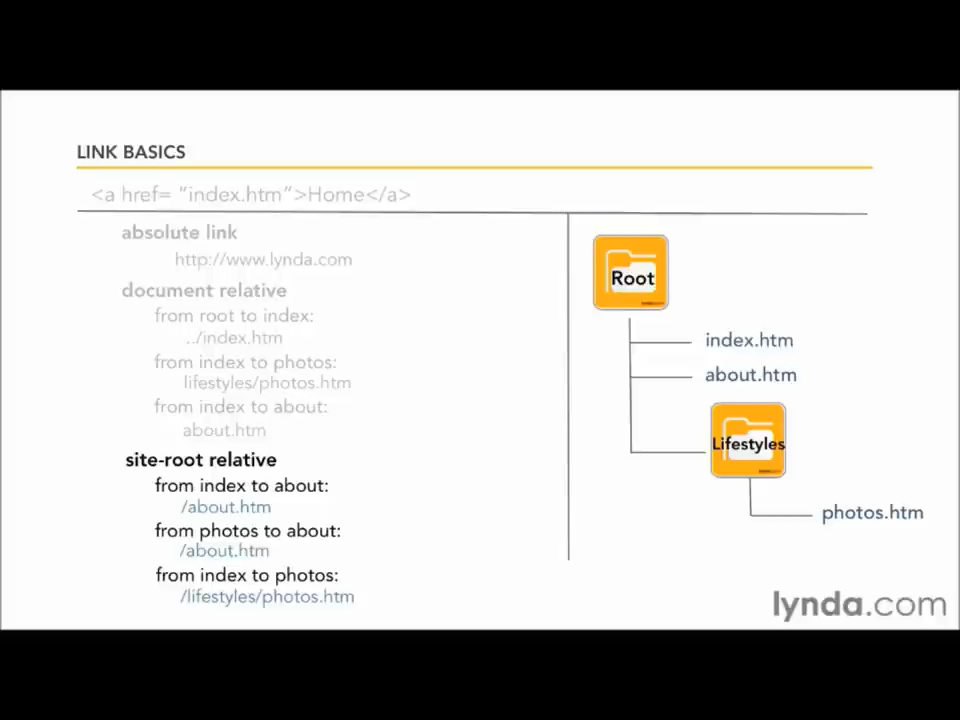 LINK BASICS
<a href= “index.htm”>Home</a>
absolute link
http://www.lynda.com
document relative
from root to index:
../index.htm
from index to photos:
lifestyles/photos.htm
from index to about:
about.htm
site-root relative
from index to about:
/about.htm
from photos to about:
/about.htm
from index to photos:
/lifestyles/photos.htm
Root
index.htm
about.htm
Lifestyles
photos.htm
lynda.com